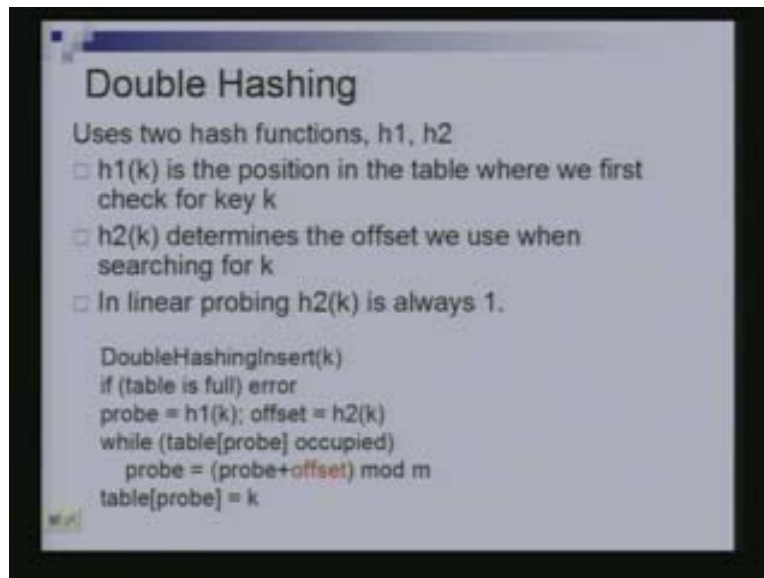 Double Hashing
Uses two hash functions, h1, h2
h1(k) is the position in the table where we first
check for key k
h2(k) determines the offset we use when
searching for k
In linear probing h2(k) is always 1.
DoubleHashingInsert(k)
if (table is full) error
probe = h1(k); offset = h2(k)
while (table[probe] occupied)
probe = (probe+offset) mod m
table[probe] = k